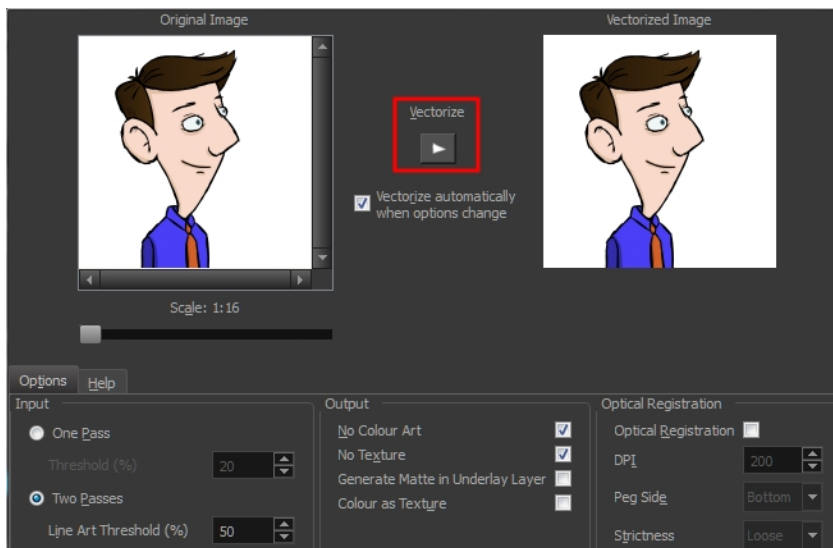 Original Image
Vectorized Image
Vectorize
Vectorize automatically
when options change
Scale: 1:16
Options Help
Input
One Pass
Threshold (%) 20
Two Passes
Line Art Threshold (%) 50
Output
No Colour Art
No Texture
Generate Matte in Underlay Layer
Colour as Texture
Optical Registration
Optical Registration
DPI 200
Peg Side Bottom
Strictness Loose